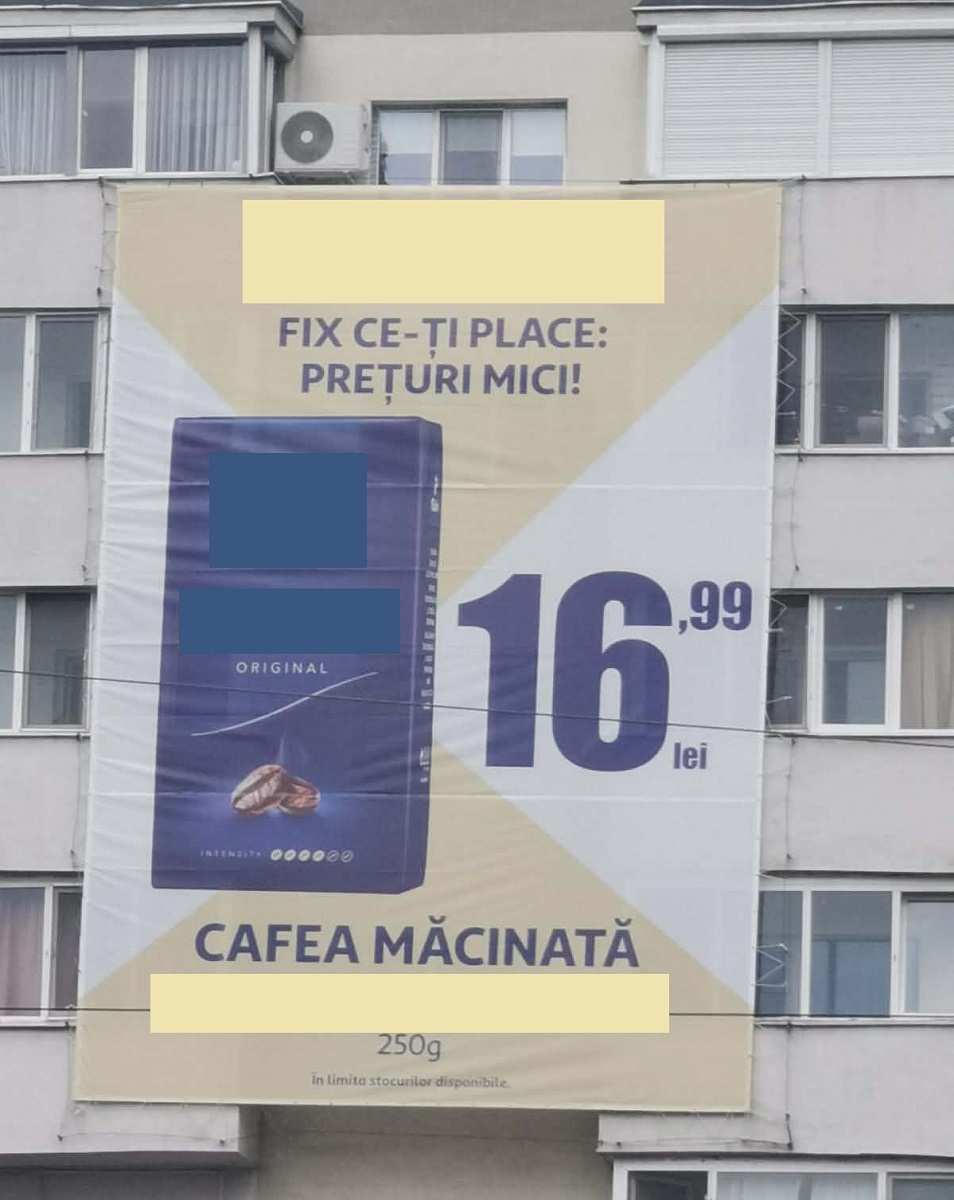 FIX CE-ȚI PLACE:
PREȚURI MICI!
ORIGINAL
16,99
lei
INTENSITY
CAFEA MĂCINATĂ
250g
În limita stocurilor disponibile.